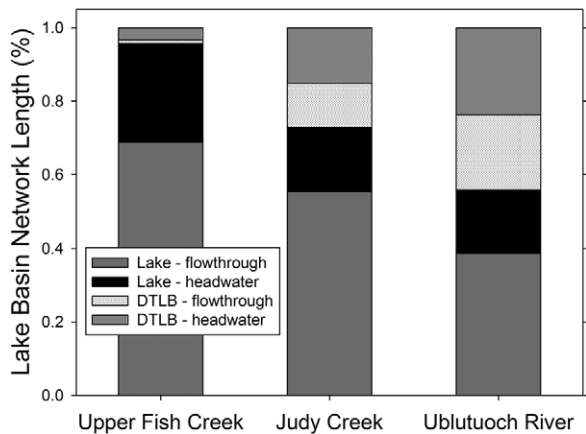 Lake Basin Network Length (%)
1.0
0.8
0.6
0.4
0.2
0.0
Lake - flowthrough
Lake - headwater
DTLB - flowthrough
DTLB - headwater
Upper Fish Creek
Judy Creek
Ublutuoch River